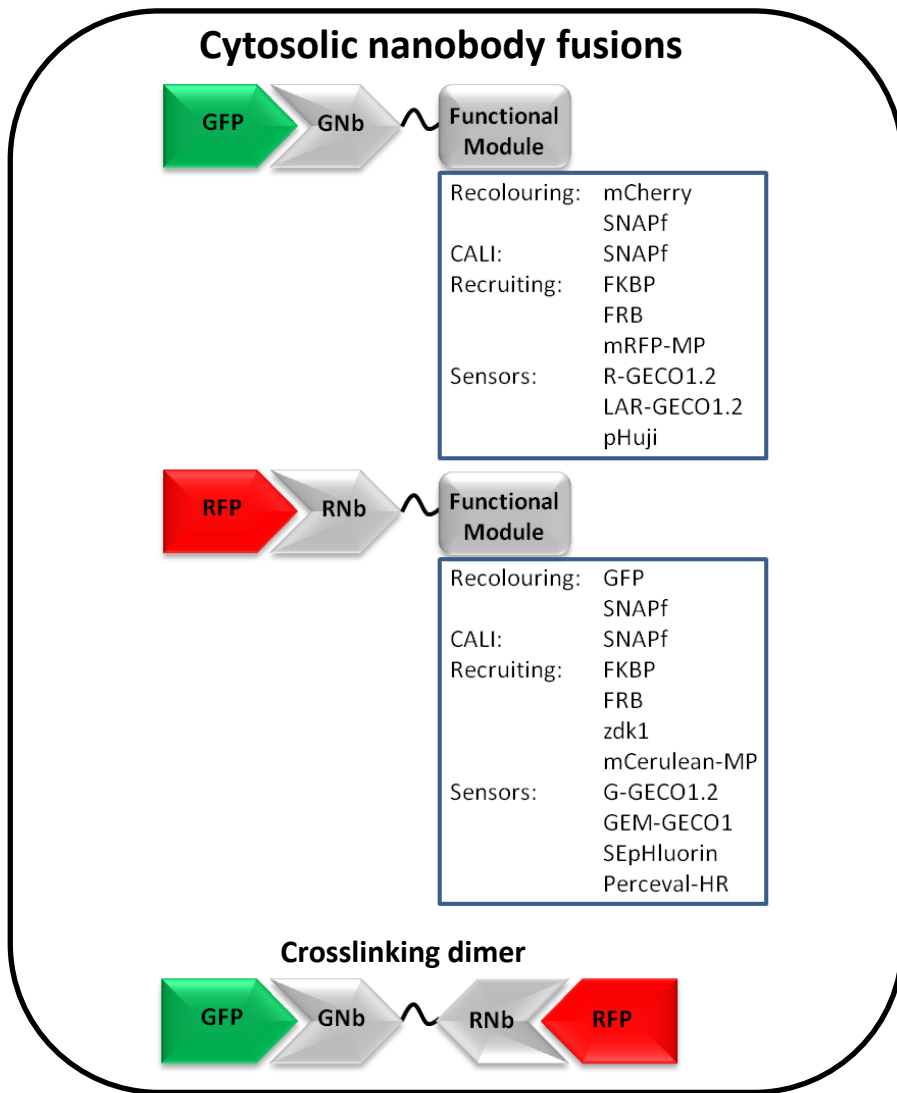 Cytosolic nanobody fusions
GFP GNb Functional
Module
Recolouring: mCherry
SNAPf
CALI: SNAPf
Recruiting: FKBP
FRB
mRFP-MP
Sensors: R-GECO1.2
LAR-GECO1.2
pHuji
RFP RNb Functional
Module
Recolouring: GFP
SNAPf
CALI: SNAPf
Recruiting: FKBP
FRB
zdk1
mCerulean-MP
Sensors: G-GECO1.2
GEM-GECO1
SEpHluorin
Perceval-HR
Crosslinking dimer
GFP GNb RNb RFP